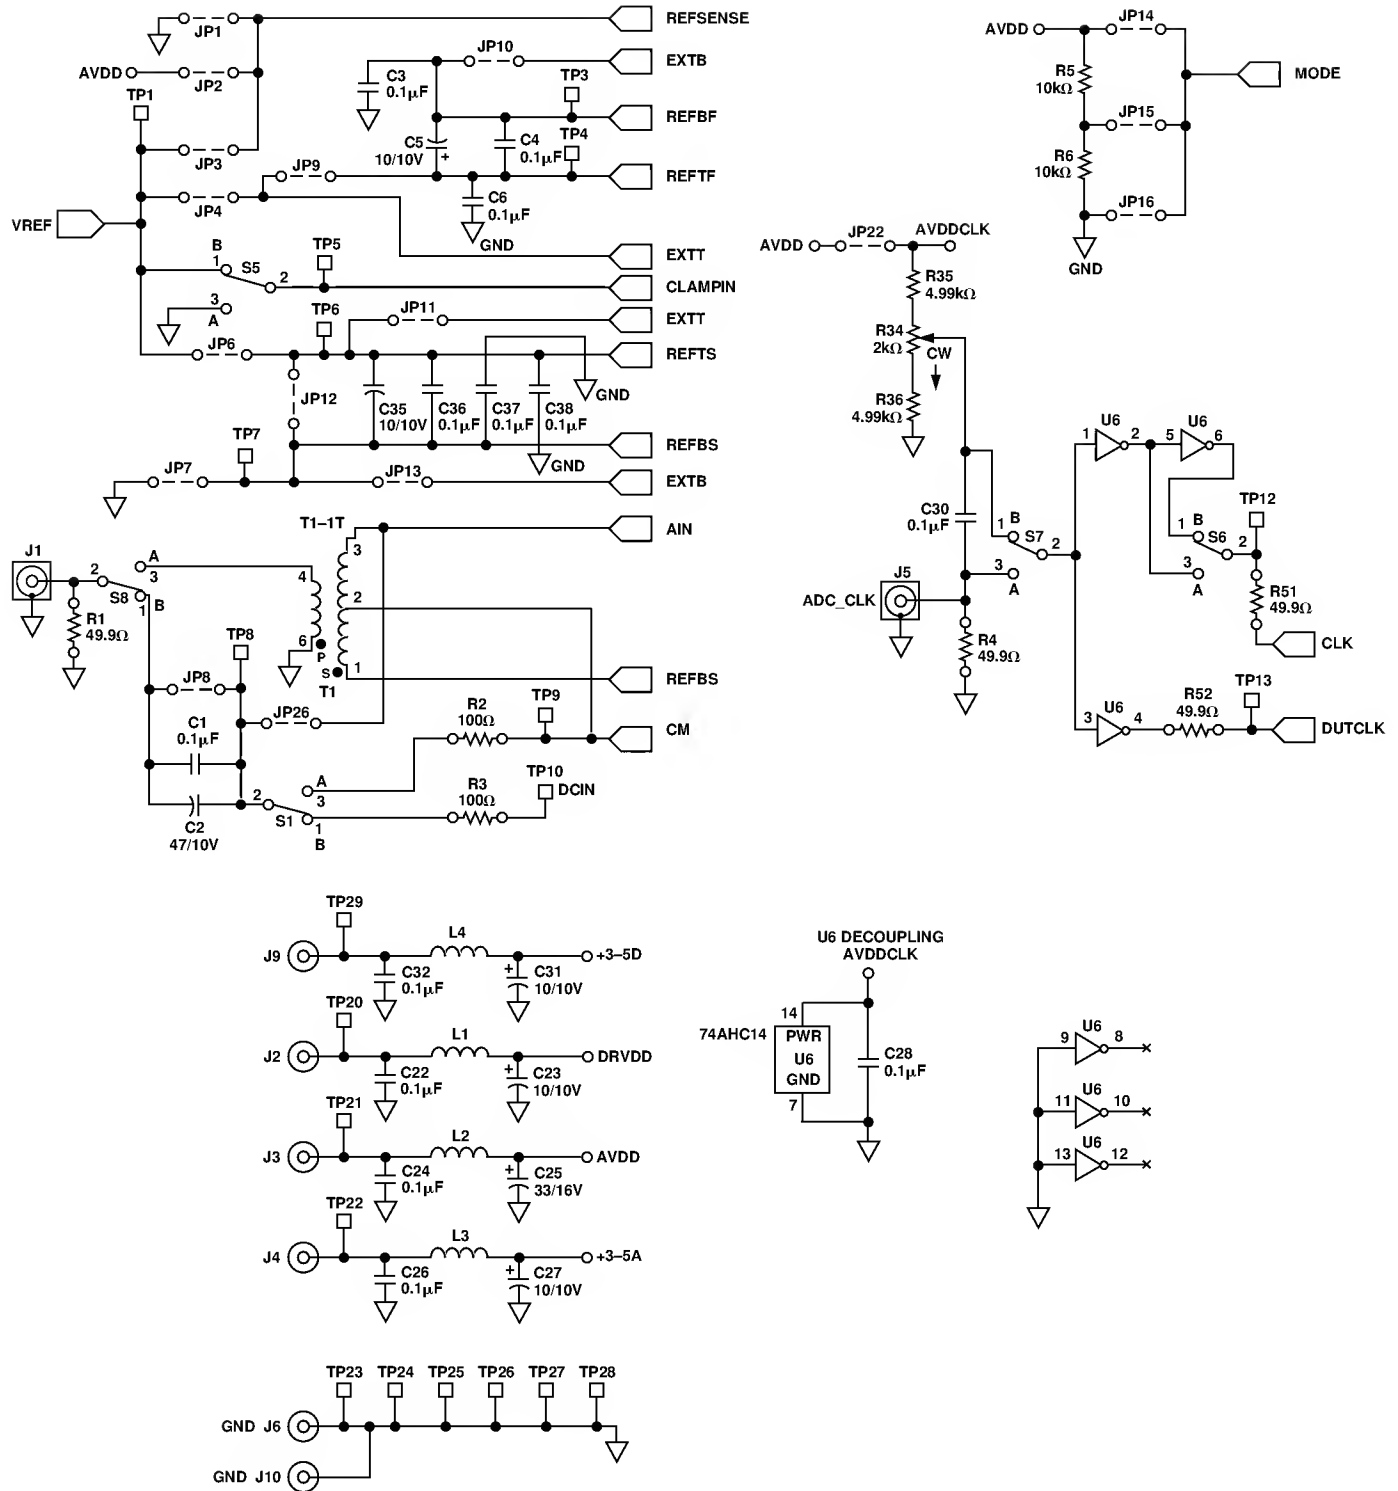 JP1
REFSENSE
AVDD
JP2
JP10
EXTB
TP1
C3
0.1µF
TP3
REFBF
JP3
C5
10/10V
+
C4
0.1µF
TP4
JP9
REFTF
JP4
C6
0.1µF
GND
VREF
EXTT
B
1
S5
2
TP5
CLAMPIN
3
A
TP6
JP11
EXTT
JP6
REFTS
GND
JP12
C35
10/10V
C36
0.1µF
C37
0.1µF
C38
0.1µF
REFBS
GND
TP7
JP7
JP13
EXTB
T1–1T
AIN
J1
A
3
2
S8
1
B
R1
49.9Ω
4
3
2
6
P
S
1
T1
TP8
REFBS
JP8
JP26
R2
100Ω
TP9
CM
C1
0.1µF
A
3
R3
100Ω
TP10
DCIN
2
S1
1
B
C2
47/10V
AVDD
JP14
R5
10kΩ
MODE
JP15
R6
10kΩ
JP16
GND
AVDD
JP22
AVDDCLK
R35
4.99kΩ
R34
2kΩ
CW
R36
4.99kΩ
1
U6
2
5
U6
6
C30
0.1µF
1
B
S7
2
3
A
1
B
S6
2
TP12
3
A
R51
49.9Ω
CLK
J5
ADC_CLK
R4
49.9Ω
3
U6
4
R52
49.9Ω
TP13
DUTCLK
TP29
J9
L4
+3–5D
C32
0.1µF
+
C31
10/10V
TP20
J2
L1
DRVDD
C22
0.1µF
+
C23
10/10V
TP21
J3
L2
AVDD
C24
0.1µF
+
C25
33/16V
TP22
J4
L3
+3–5A
C26
0.1µF
+
C27
10/10V
U6 DECOUPLING
AVDDCLK
14
74AHC14
PWR
U6
GND
7
C28
0.1µF
9
U6
8
11
U6
10
13
U6
12
TP23
TP24
TP25
TP26
TP27
TP28
GND J6
GND J10